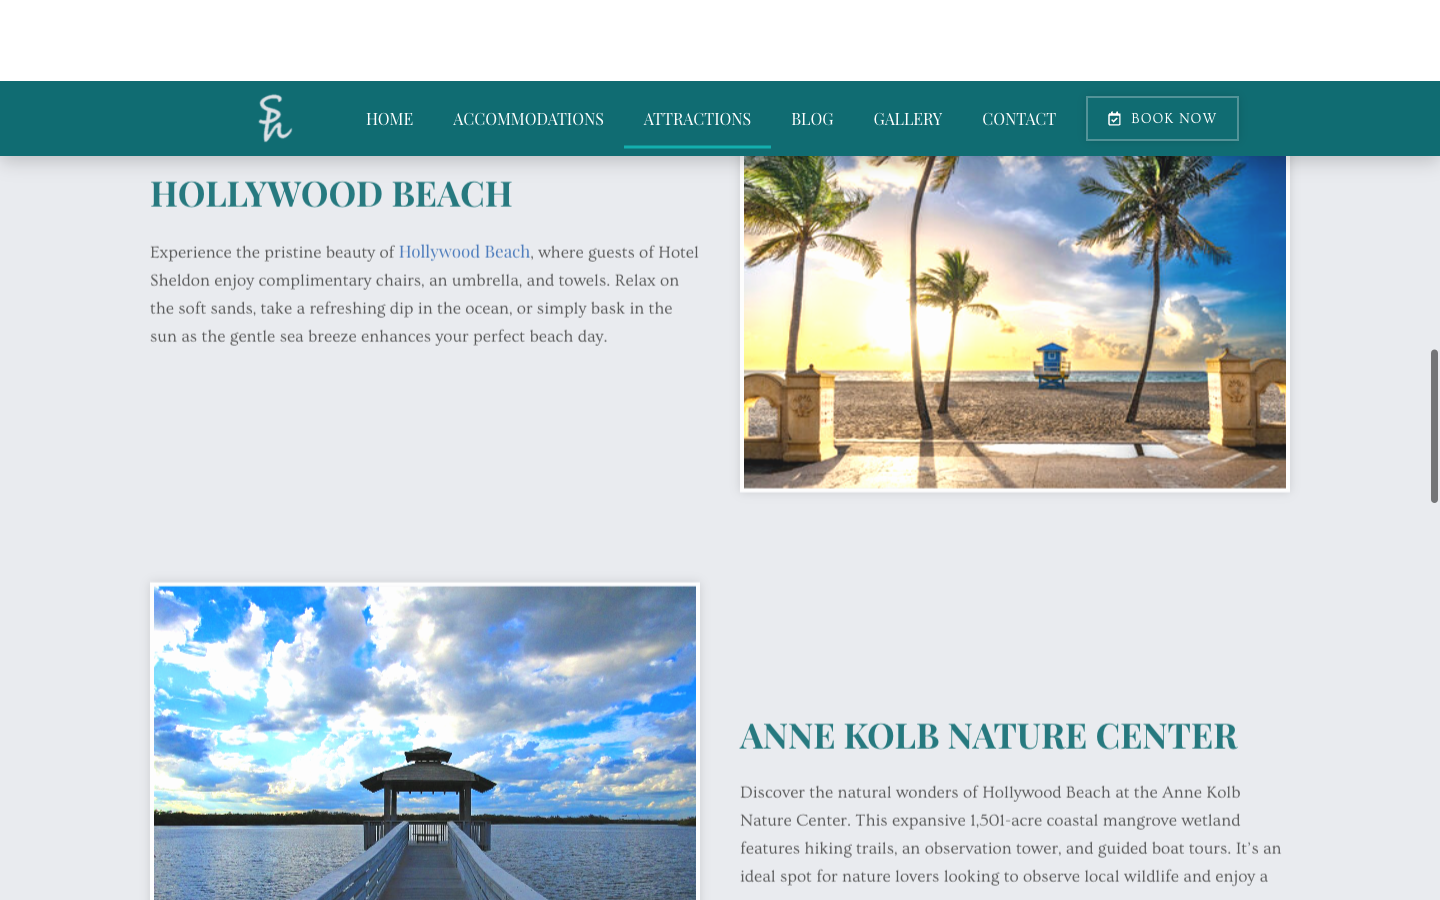 Sh
HOME
ACCOMMODATIONS
ATTRACTIONS
BLOG
GALLERY
CONTACT
BOOK NOW
HOLLYWOOD BEACH
Experience the pristine beauty of Hollywood Beach, where guests of Hotel
Sheldon enjoy complimentary chairs, an umbrella, and towels. Relax on
the soft sands, take a refreshing dip in the ocean, or simply bask in the
sun as the gentle sea breeze enhances your perfect beach day.
ANNE KOLB NATURE CENTER
Discover the natural wonders of Hollywood Beach at the Anne Kolb
Nature Center. This expansive 1,501-acre coastal mangrove wetland
features hiking trails, an observation tower, and guided boat tours. It's an
ideal spot for nature lovers looking to observe local wildlife and enjoy a